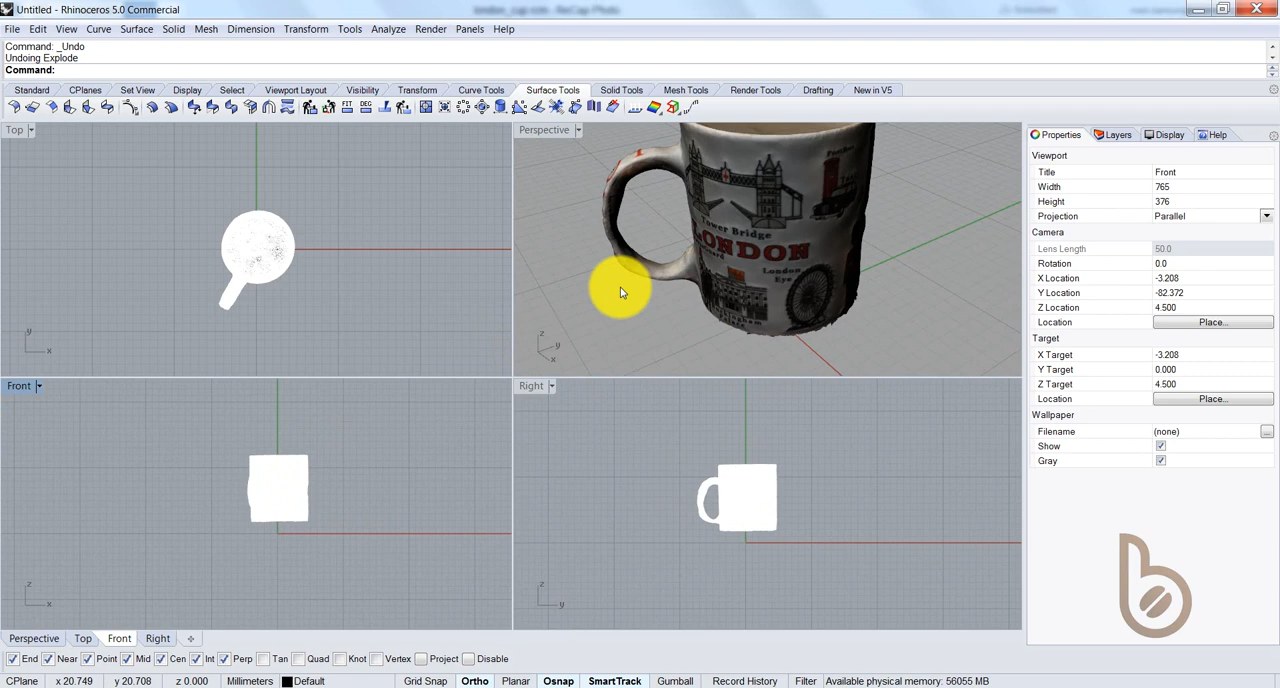 Untitled - Rhinoceros 5.0 Commercial
File Edit View Curve Surface Solid Mesh Dimension Transform Tools Analyze Render Panels Help
Command: _Undo
Undoing Explode
Command:
Standard CPlanes Set View Display Select Viewport Layout Visibility Transform Curve Tools Surface Tools Solid Tools Mesh Tools Render Tools Drafting New in V5
FIT DEG
Top
Perspective
Properties Layers Display Help
Viewport
Title Front
Width 765
Height 376
Projection Parallel
Camera
Lens Length 50.0
Rotation 0.0
X Location -3.208
Y Location -82.372
Z Location 4.500
Location Place...
Target
X Target -3.208
Y Target 0.000
Z Target 4.500
Location Place...
Wallpaper
Filename (none) ...
Show
Gray
Tower Bridge
LONDON
London
Eye
y
x
z
y
x
Front
Right
z
x
z
y
b
Perspective Top Front Right
End Near Point Mid Cen Int Perp Tan Quad Knot Vertex Project Disable
CPlane x 20.749 y 20.708 z 0.000 Millimeters Default Grid Snap Ortho Planar Osnap SmartTrack Gumball Record History Filter Available physical memory: 56055 MB